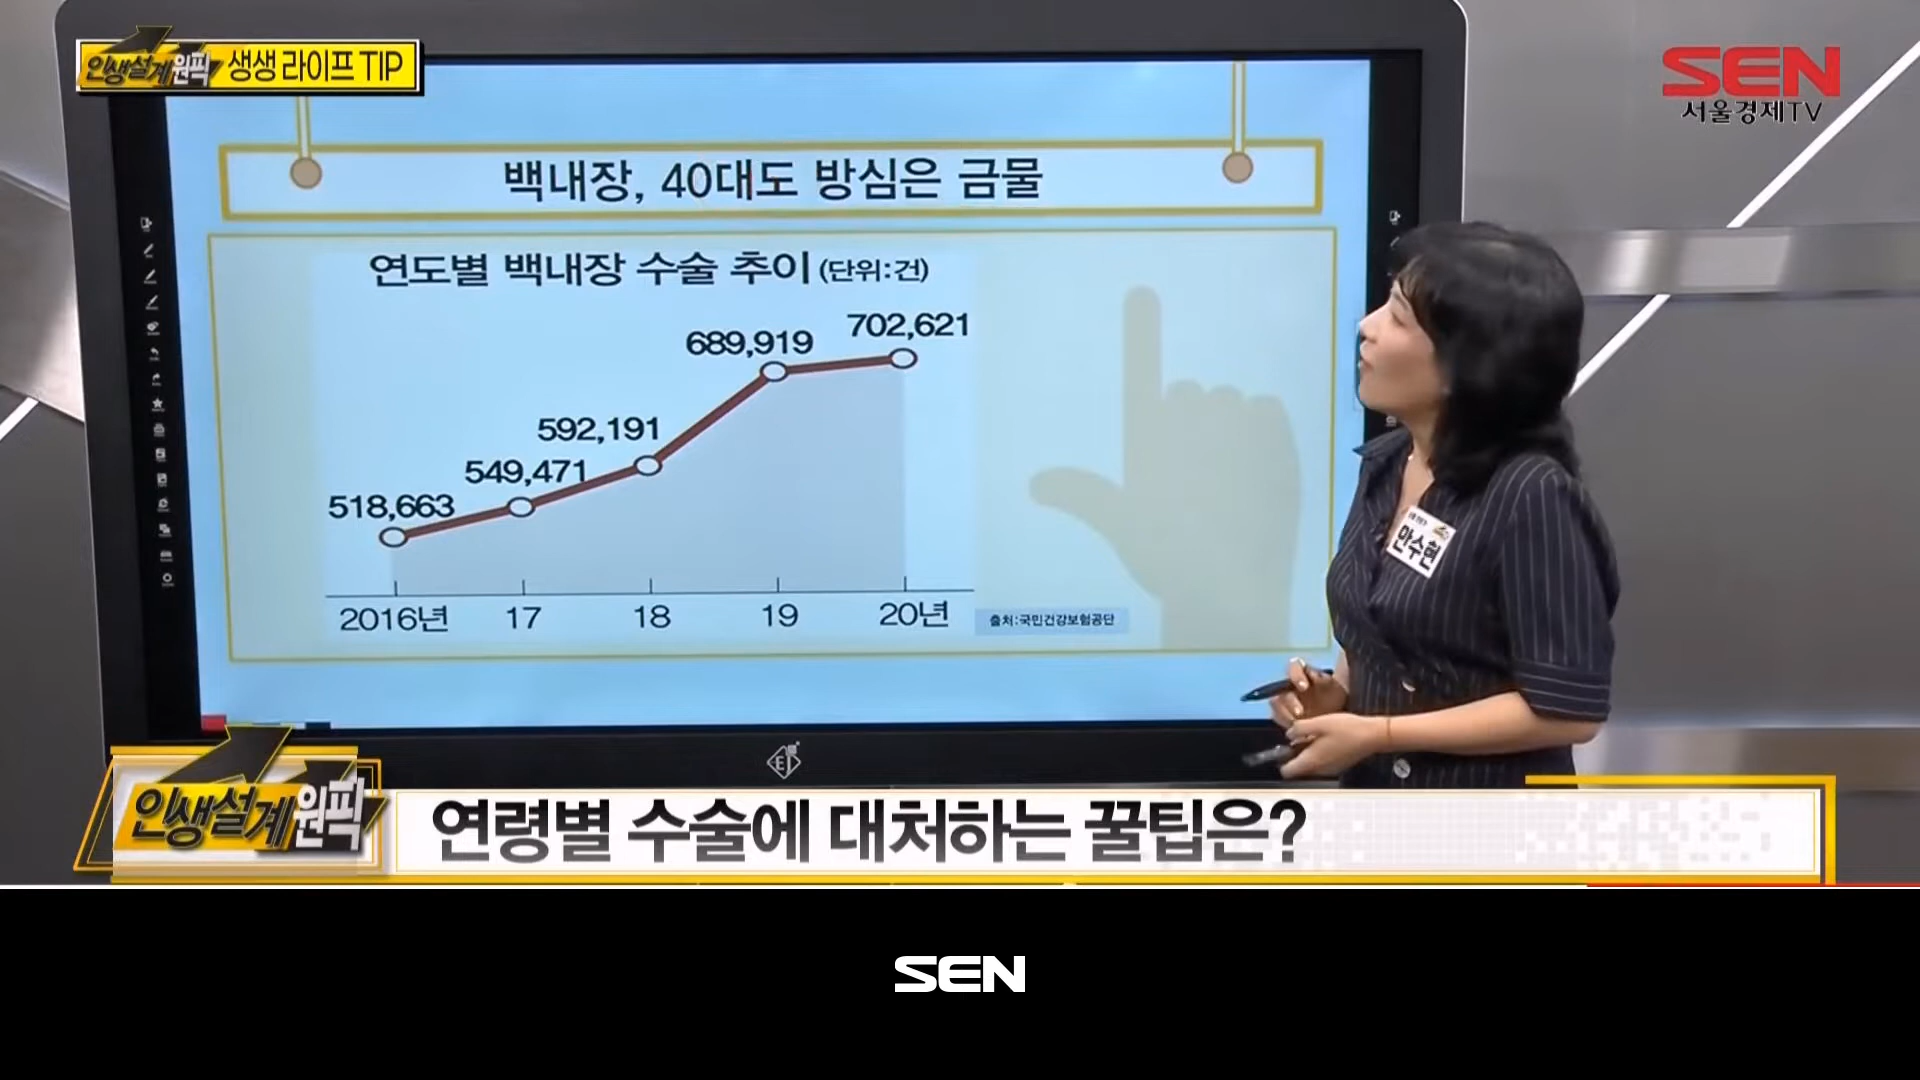 인생설계 원픽 생생 라이프 TIP
SEN
서울경제TV
백내장, 40대도 방심은 금물
연도별 백내장 수술 추이 (단위:건)
518,663
549,471
592,191
689,919
702,621
2016년 17 18 19 20년
출처:국민건강보험공단
안수현
인생설계 원픽
연령별 수술에 대처하는 꿀팁은?
SEN